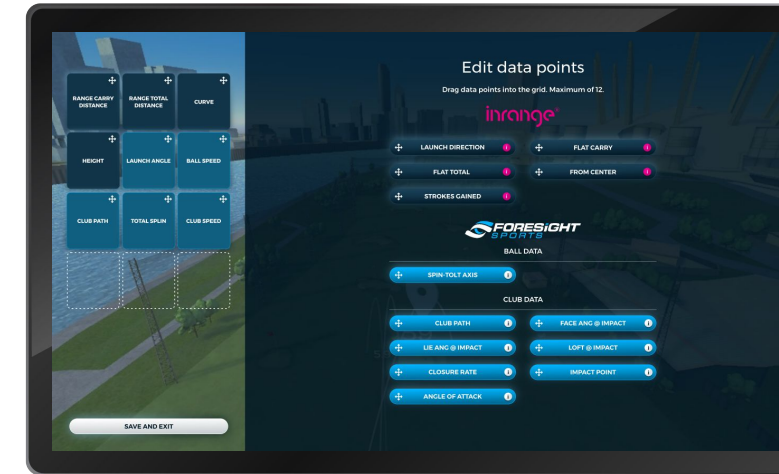 RANGE CARRY
DISTANCE
RANGE TOTAL
DISTANCE
CURVE
HEIGHT
LAUNCH ANGLE
BALL SPEED
CLUB PATH
TOTAL SPLIN
CLUB SPEED
SAVE AND EXIT
Edit data points
Drag data points into the grid. Maximum of 12.
inrange
LAUNCH DIRECTION
FLAT CARRY
FLAT TOTAL
FROM CENTER
STROKES GAINED
FORESIGHT
SPORTS
BALL DATA
SPIN-TOLT AXIS
CLUB DATA
CLUB PATH
FACE ANG @ IMPACT
LIE ANG @ IMPACT
LOFT @ IMPACT
CLOSURE RATE
IMPACT POINT
ANGLE OF ATTACK